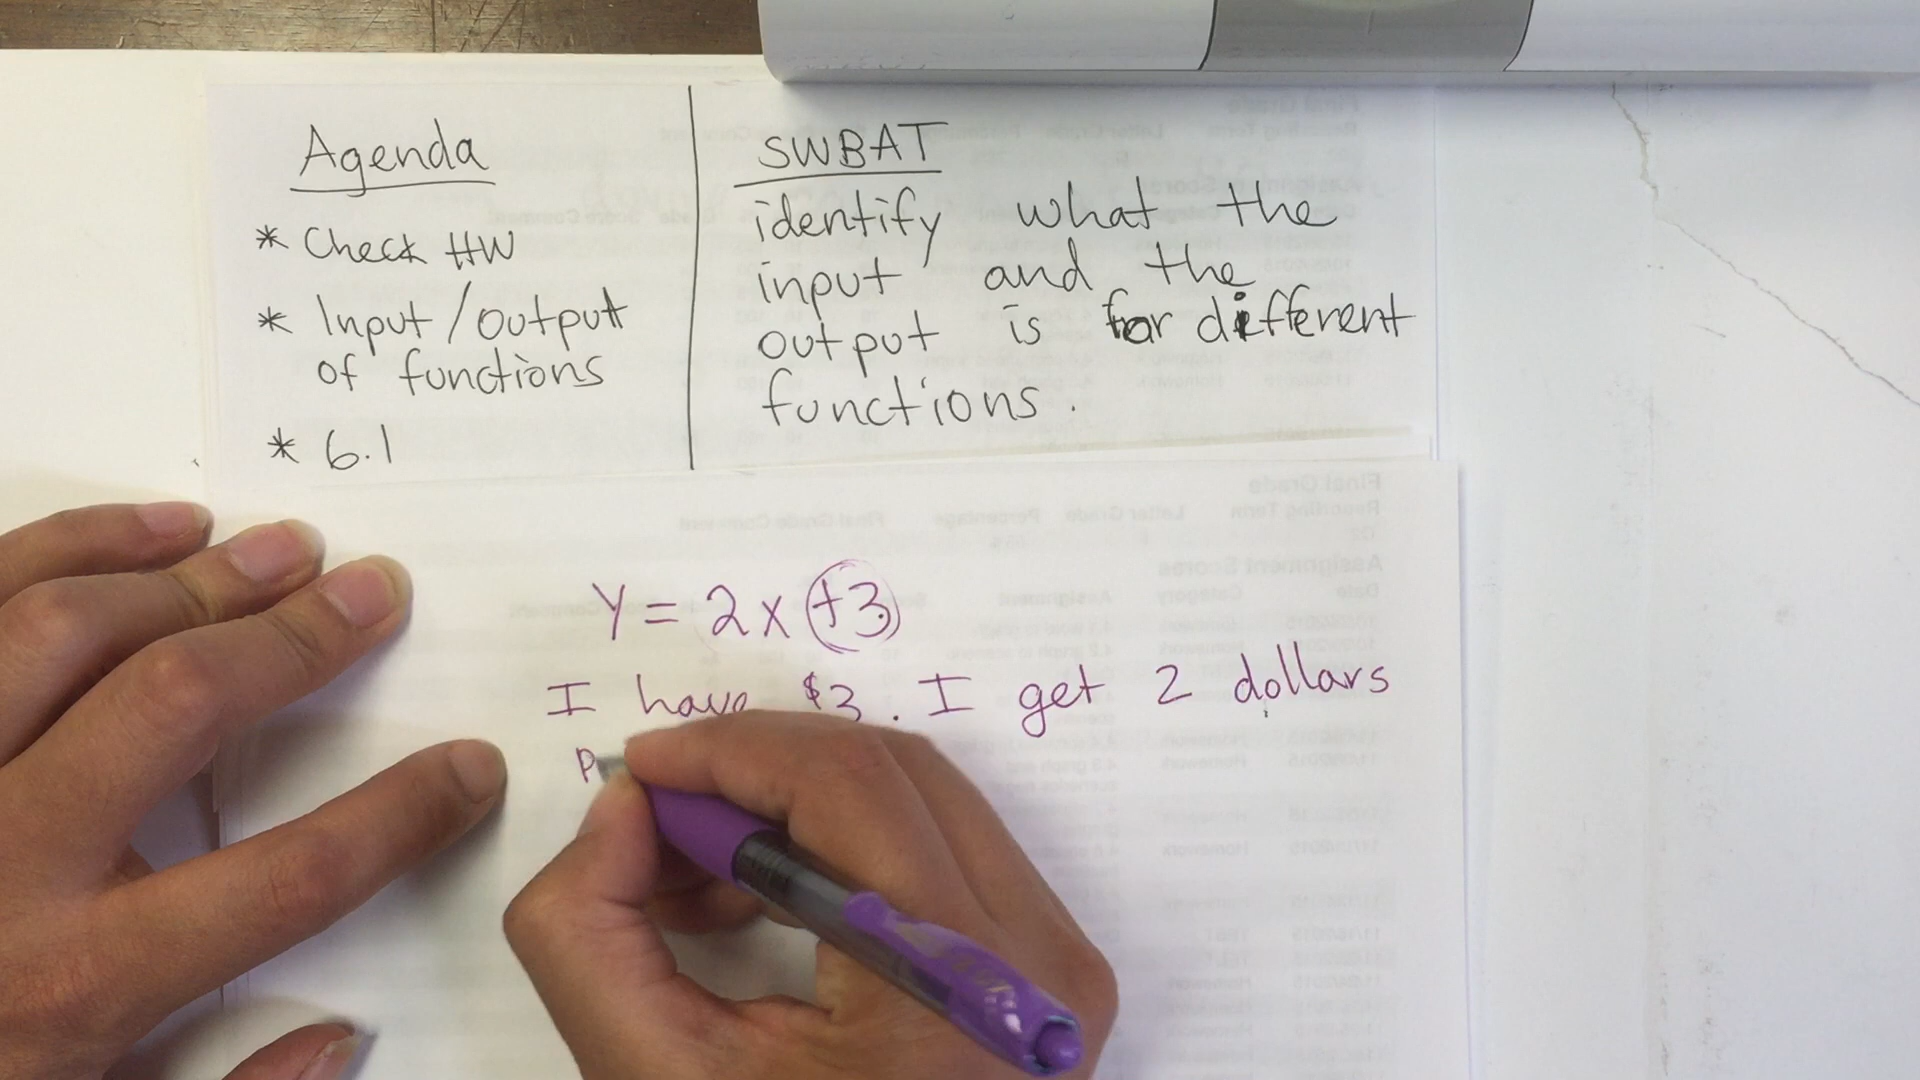 Agenda
* Check HW
* Input/Output
of functions
* 6.1
SWBAT
identify what the
input and the
output is for different
functions.
Y = 2x +3
I have $3. I get 2 dollars
P